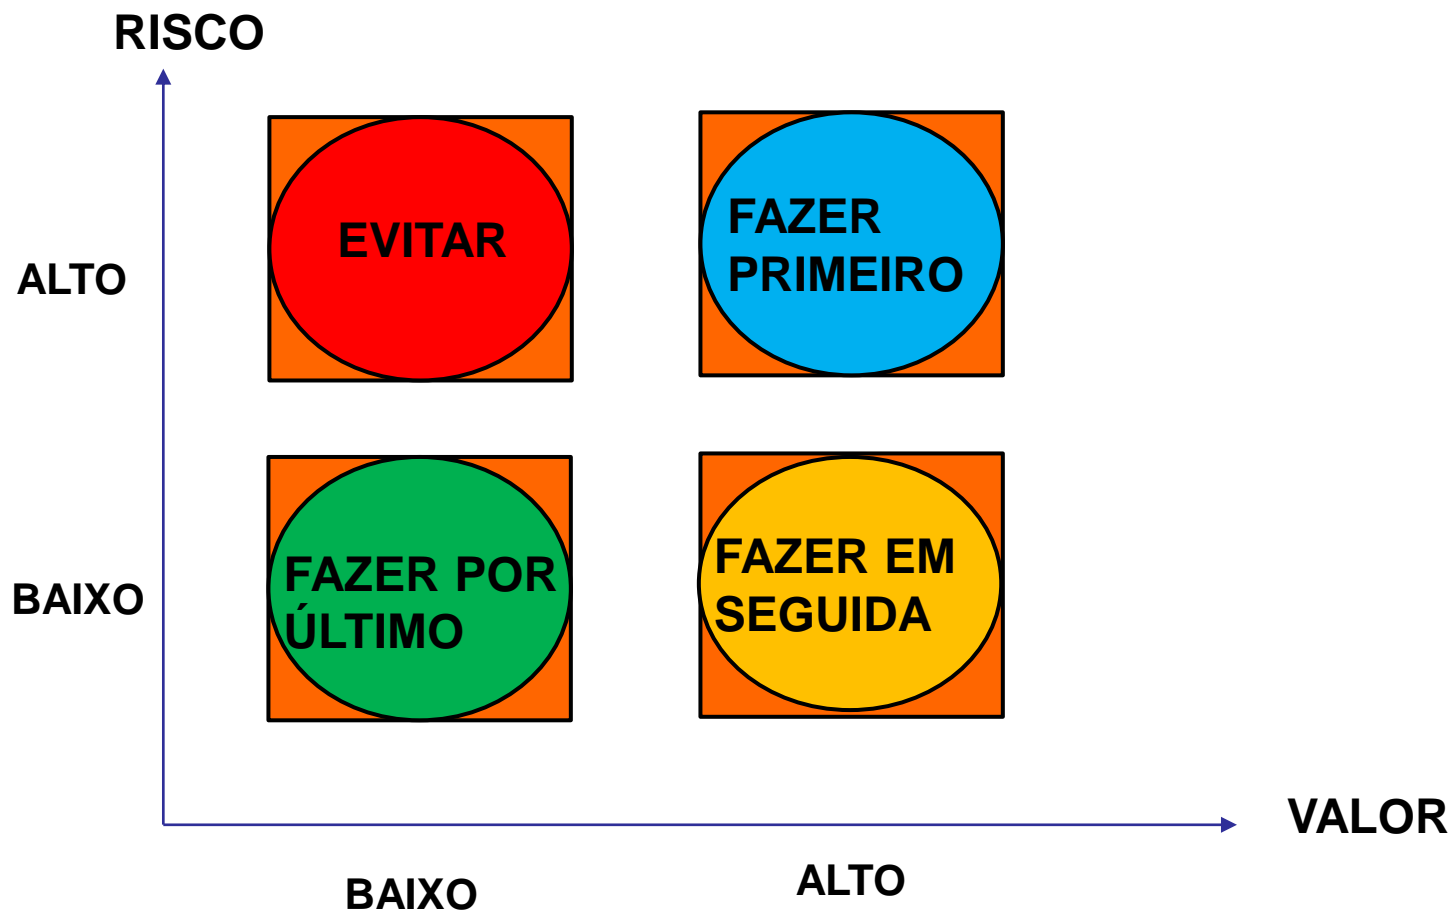 RISCO
EVITAR
FAZER
PRIMEIRO
ALTO
FAZER POR
ÚLTIMO
FAZER EM
SEGUIDA
BAIXO
VALOR
BAIXO
ALTO